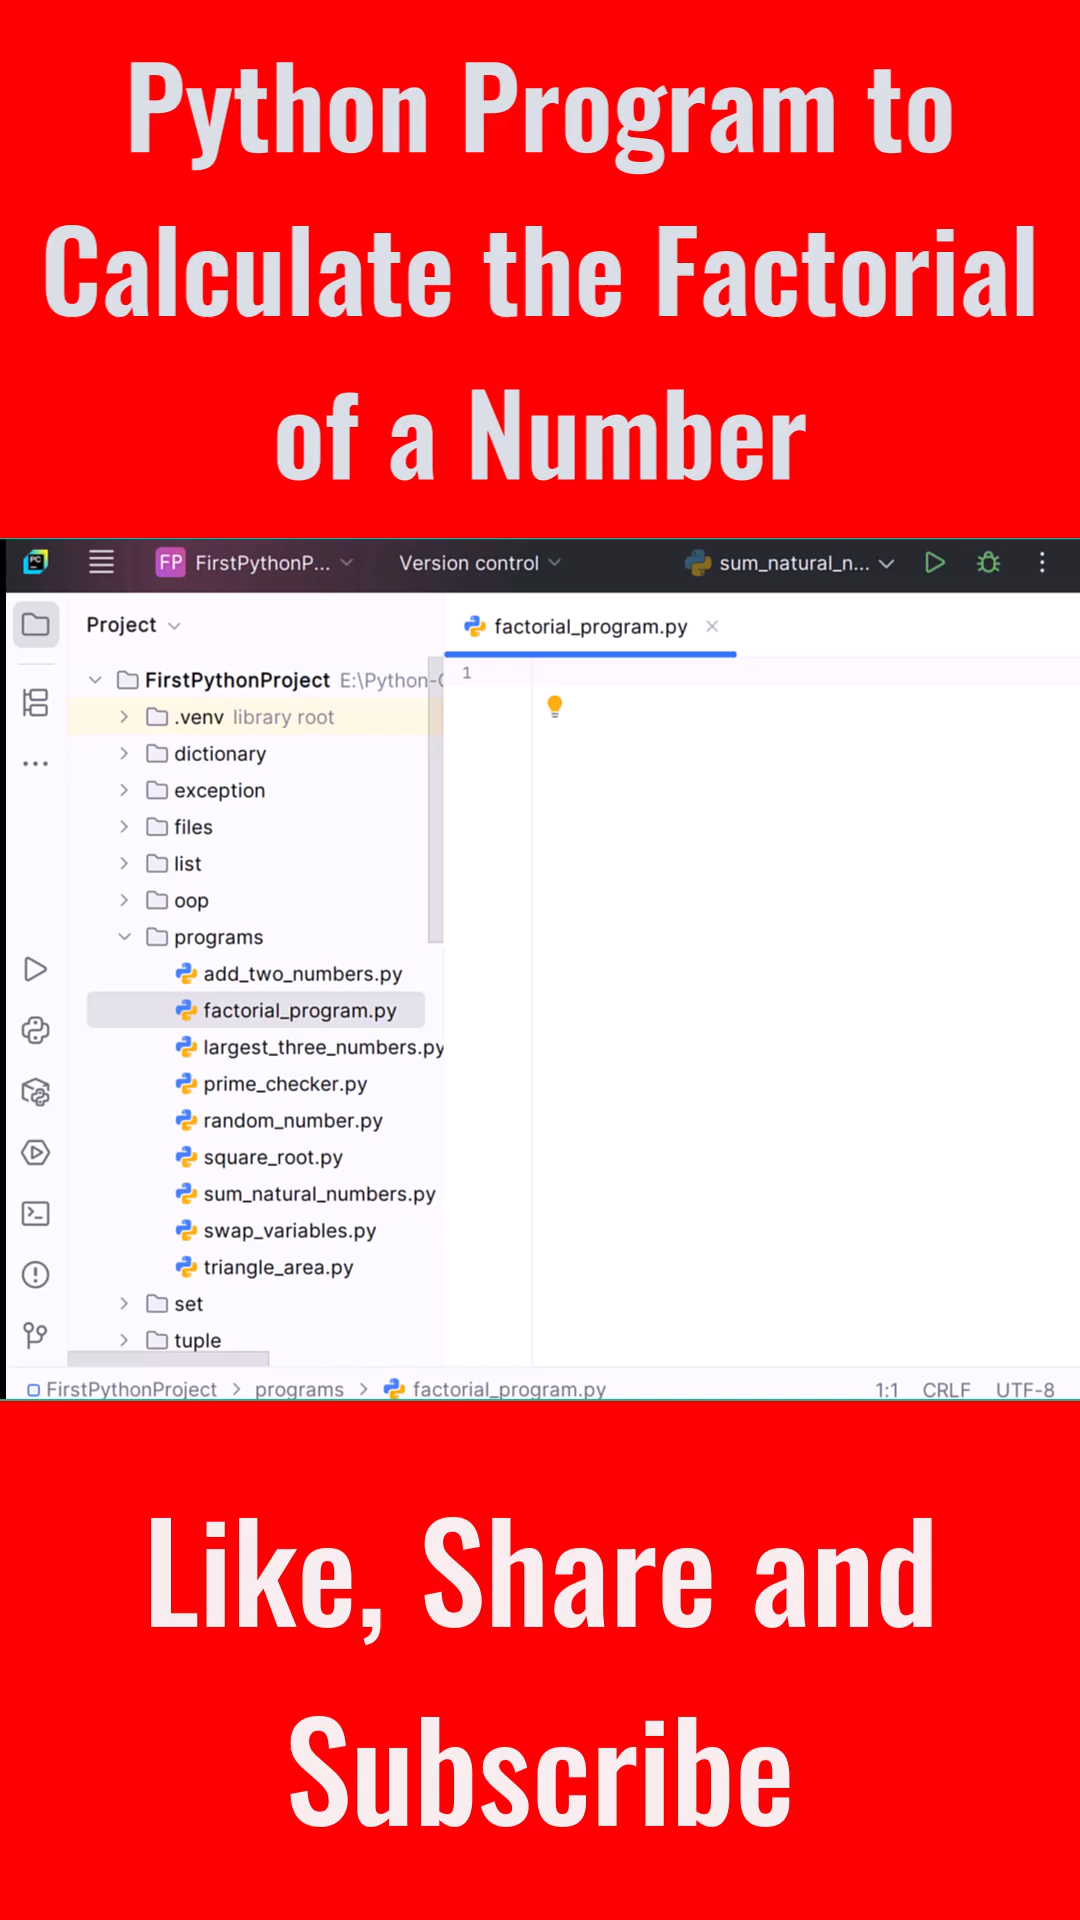 Python Program to
Calculate the Factorial
of a Number
PC
FP FirstPythonP... Version control sum_natural_n...
Project
factorial_program.py
FirstPythonProject E:\Python-
1
.venv library root
dictionary
exception
files
list
oop
programs
add_two_numbers.py
factorial_program.py
largest_three_numbers.py
prime_checker.py
random_number.py
square_root.py
sum_natural_numbers.py
swap_variables.py
triangle_area.py
set
tuple
FirstPythonProject > programs > factorial_program.py 1:1 CRLF UTF-8
Like, Share and
Subscribe